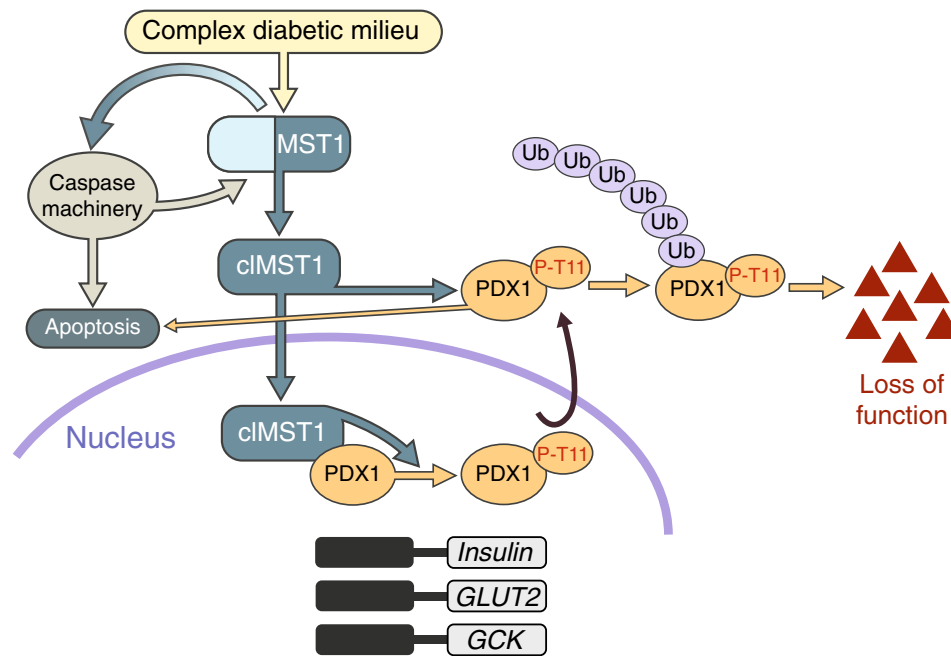 Complex diabetic milieu
MST1
Caspase
machinery
Ub
Ub
Ub
Ub
Ub
Ub
clMST1
PDX1
P-T11
PDX1
P-T11
Apoptosis
Loss of
function
Nucleus
clMST1
PDX1
PDX1
P-T11
Insulin
GLUT2
GCK